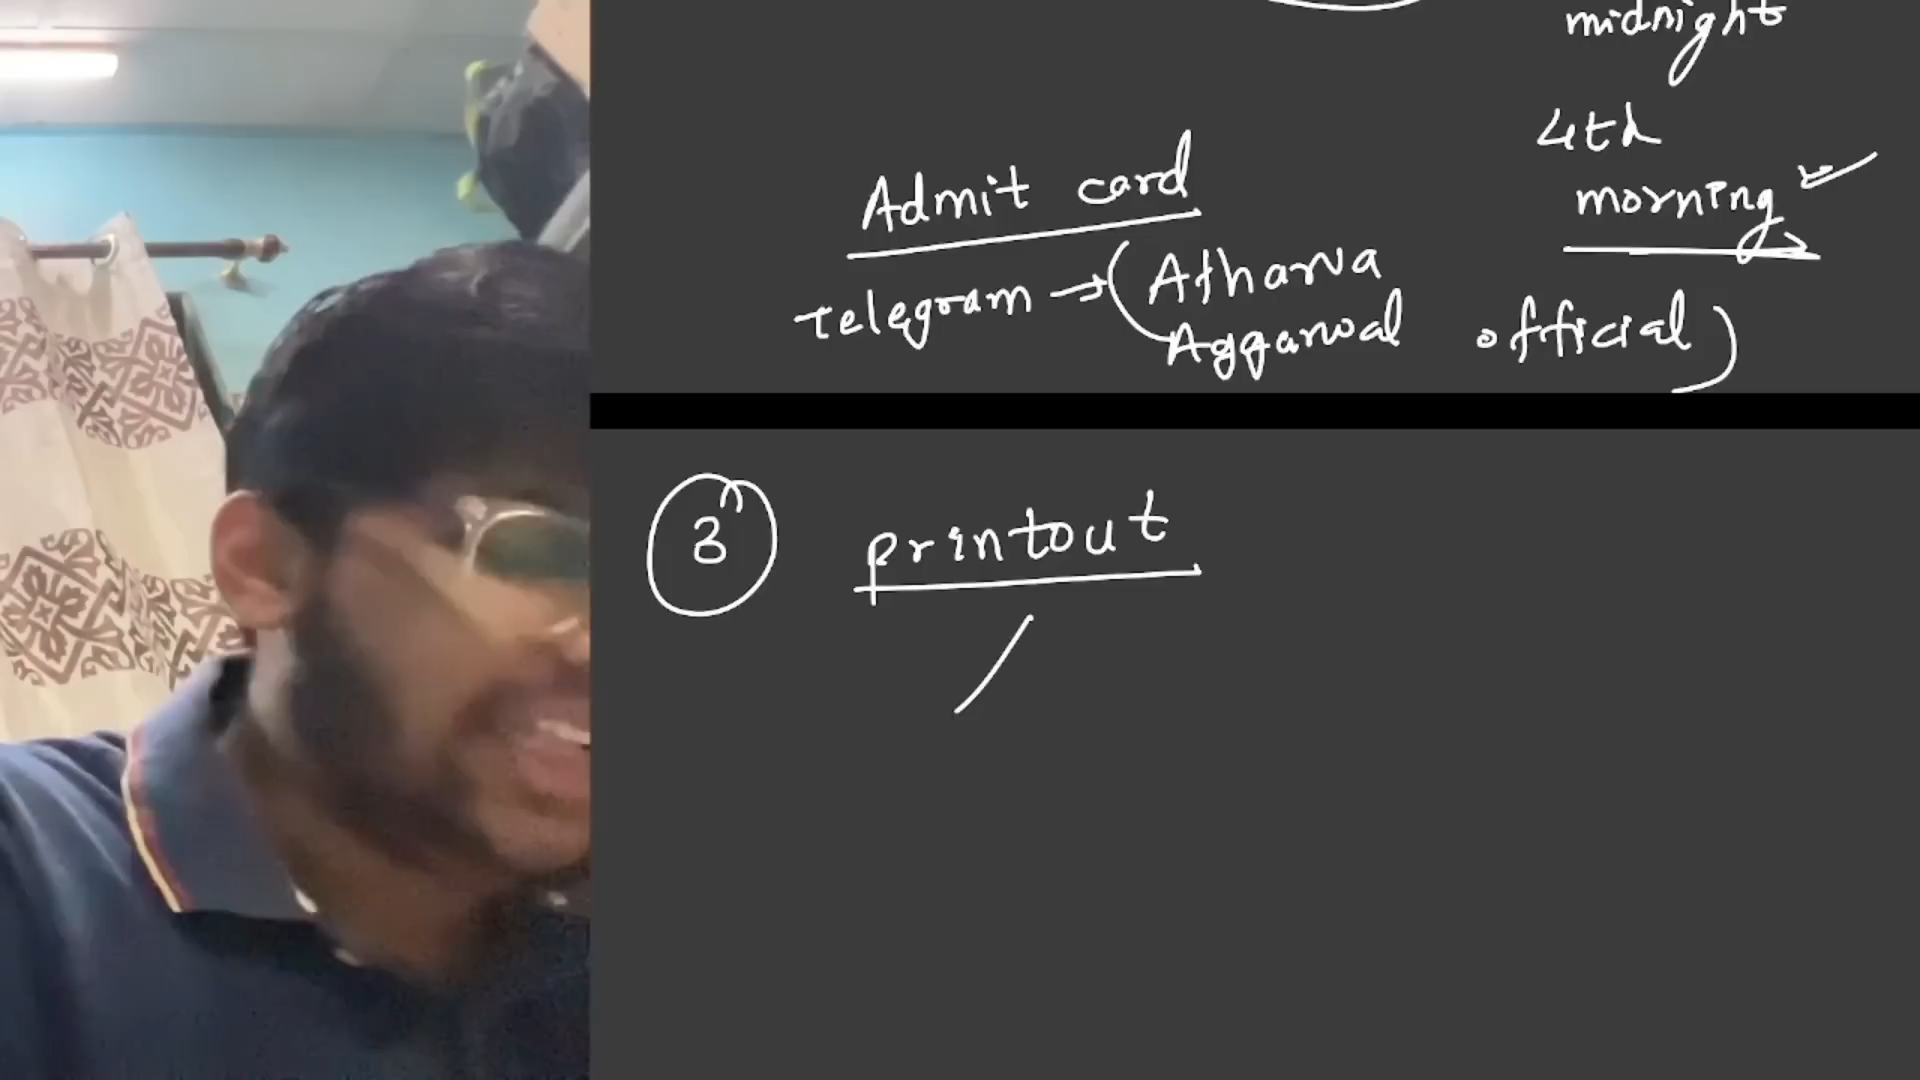 midnight
4th
morning
Admit card
Telegram → (Atharva
Aggarwal official)
3 printout